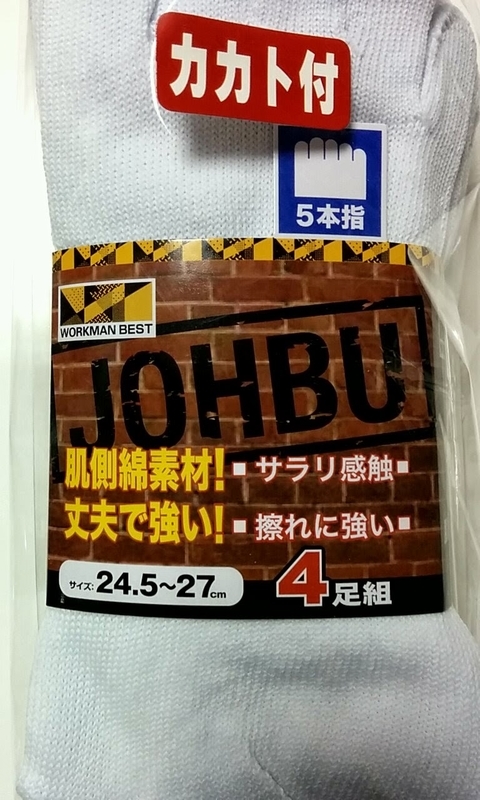 カカト付
5本指
WORKMAN BEST
JOHBU
肌側綿素材! ■サラリ感触■
丈夫で強い! ■擦れに強い■
サイズ: 24.5～27cm
4足組